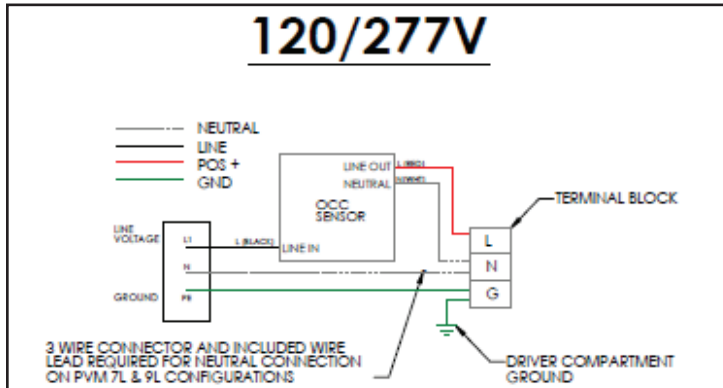 120/277V
NEUTRAL
LINE
POS +
GND
LINE OUT
L (RED)
NEUTRAL
N(WHITE)
OCC
SENSOR
TERMINAL BLOCK
LINE
VOLTAGE
L1
L (BLACK)
LINE IN
L
N
N
G
GROUND
PE
3 WIRE CONNECTOR AND INCLUDED WIRE
LEAD REQUIRED FOR NEUTRAL CONNECTION
ON PVM 7L & 9L CONFIGURATIONS
DRIVER COMPARTMENT
GROUND